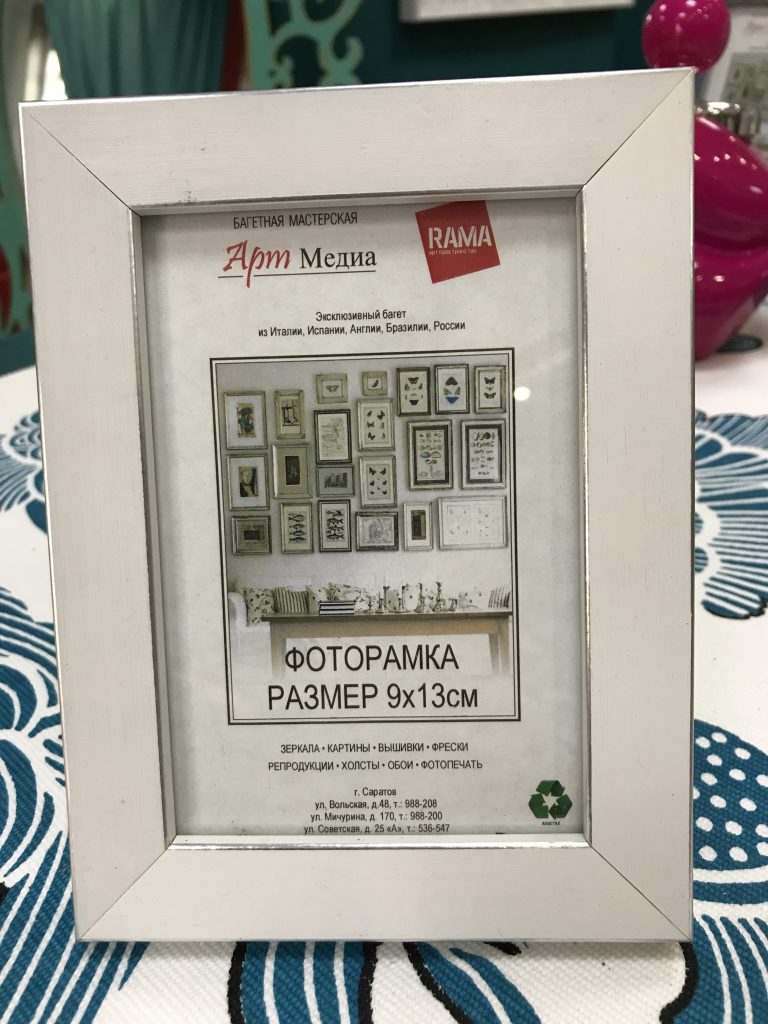 БАГЕТНАЯ МАСТЕРСКАЯ
Арт Медиа
RAMA
артпространство
Эксклюзивный багет
из Италии, Испании, Англии, Бразилии, России
ФОТОРАМКА
РАЗМЕР 9х13см
ЗЕРКАЛА • КАРТИНЫ • ВЫШИВКИ • ФРЕСКИ
РЕПРОДУКЦИИ • ХОЛСТЫ • ОБОИ • ФОТОПЕЧАТЬ
г. Саратов
ул. Вольская, д.48, т.: 988-208
ул. Мичурина, д. 170, т.: 988-200
ул. Советская, д. 25 «А», т.: 536-547
пластик